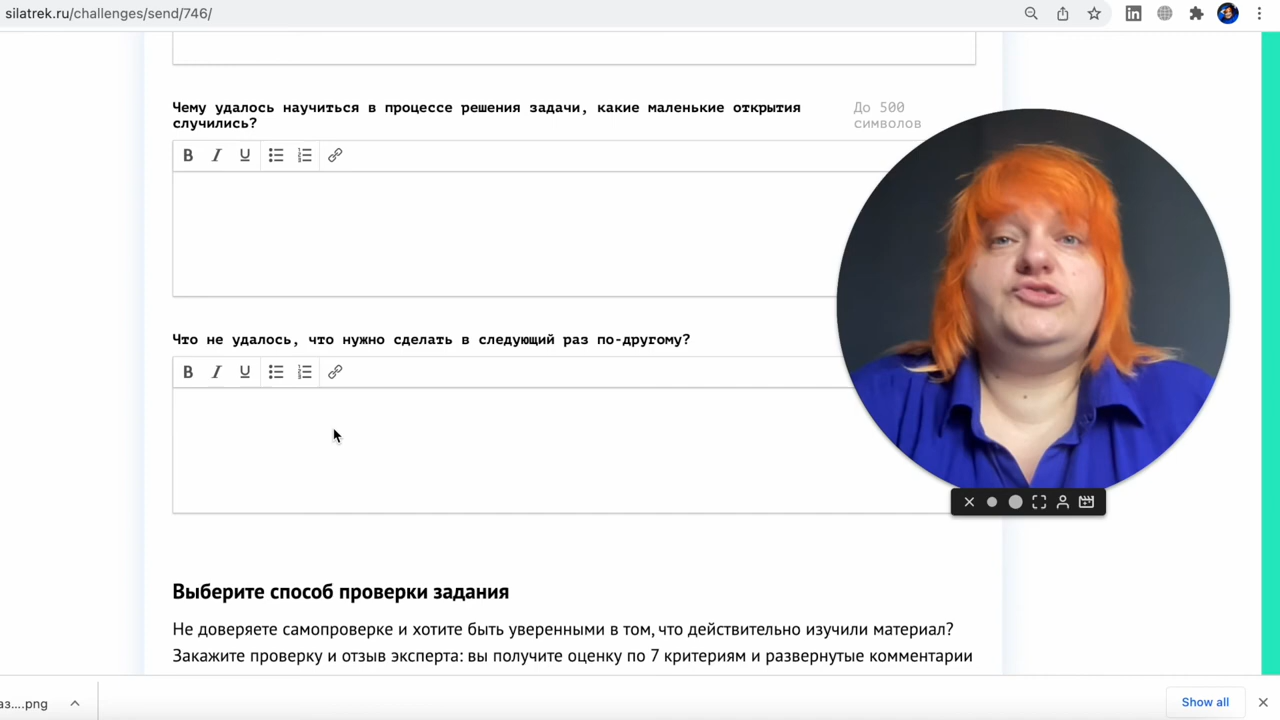 silatrek.ru/challenges/send/746/
Чему удалось научиться в процессе решения задачи, какие маленькие открытия
случились?
До 500
символов
B I U
Что не удалось, что нужно сделать в следующий раз по-другому?
B I U
Выберите способ проверки задания
Не доверяете самопроверке и хотите быть уверенными в том, что действительно изучили материал?
Закажите проверку и отзыв эксперта: вы получите оценку по 7 критериям и развернутые комментарии
аз....png
Show all